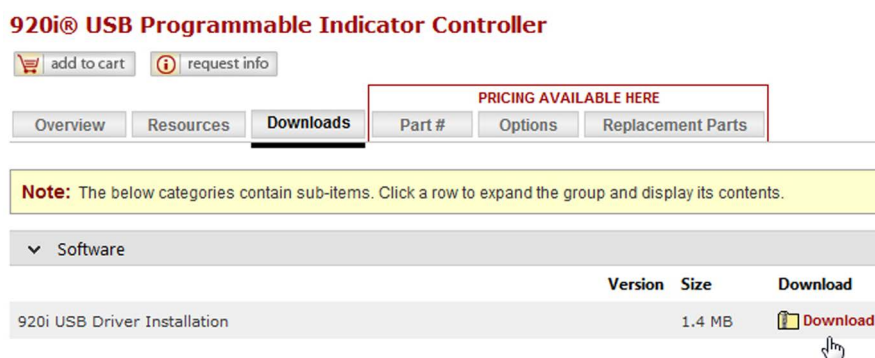 920i® USB Programmable Indicator Controller
add to cart request info
PRICING AVAILABLE HERE
Overview Resources Downloads Part # Options Replacement Parts
Note: The below categories contain sub-items. Click a row to expand the group and display its contents.
Software
Version Size Download
920i USB Driver Installation 1.4 MB Download